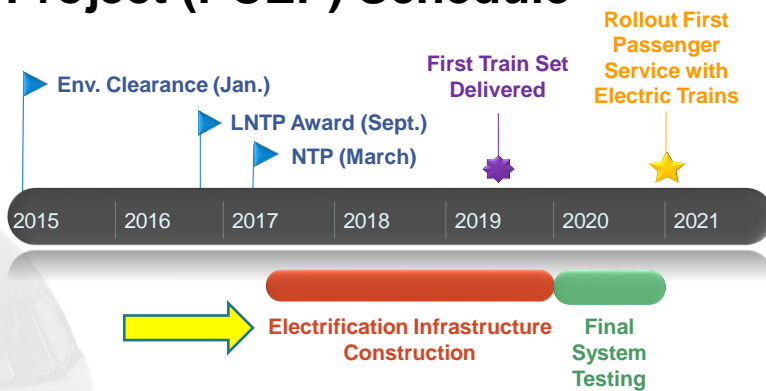 Project (PCEP) Schedule
Rollout First
Passenger
Service with
Electric Trains
First Train Set
Delivered
Env. Clearance (Jan.)
LNTP Award (Sept.)
NTP (March)
2015 2016 2017 2018 2019 2020 2021
Electrification Infrastructure
Construction
Final
System
Testing